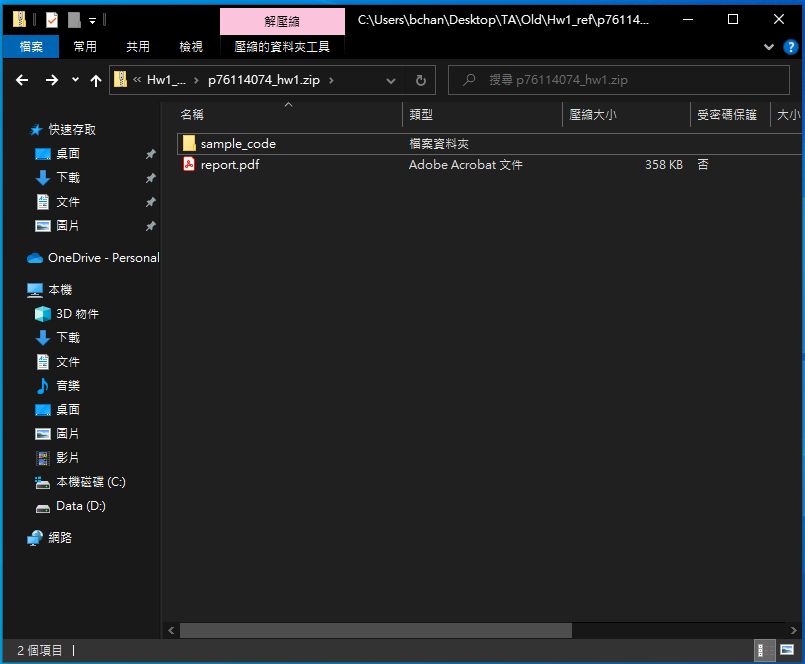 解壓縮
C:\Users\bchan\Desktop\TA\Old\Hw1_ref\p76114...
檔案 常用 共用 檢視 壓縮的資料夾工具
« Hw1_... › p76114074_hw1.zip ›
搜尋 p76114074_hw1.zip
名稱 類型 壓縮大小 受密碼保護 大小
sample_code 檔案資料夾
report.pdf Adobe Acrobat 文件 358 KB 否
快速存取
桌面
下載
文件
圖片
OneDrive - Personal
本機
3D 物件
下載
文件
音樂
桌面
圖片
影片
本機磁碟 (C:)
Data (D:)
網路
2 個項目